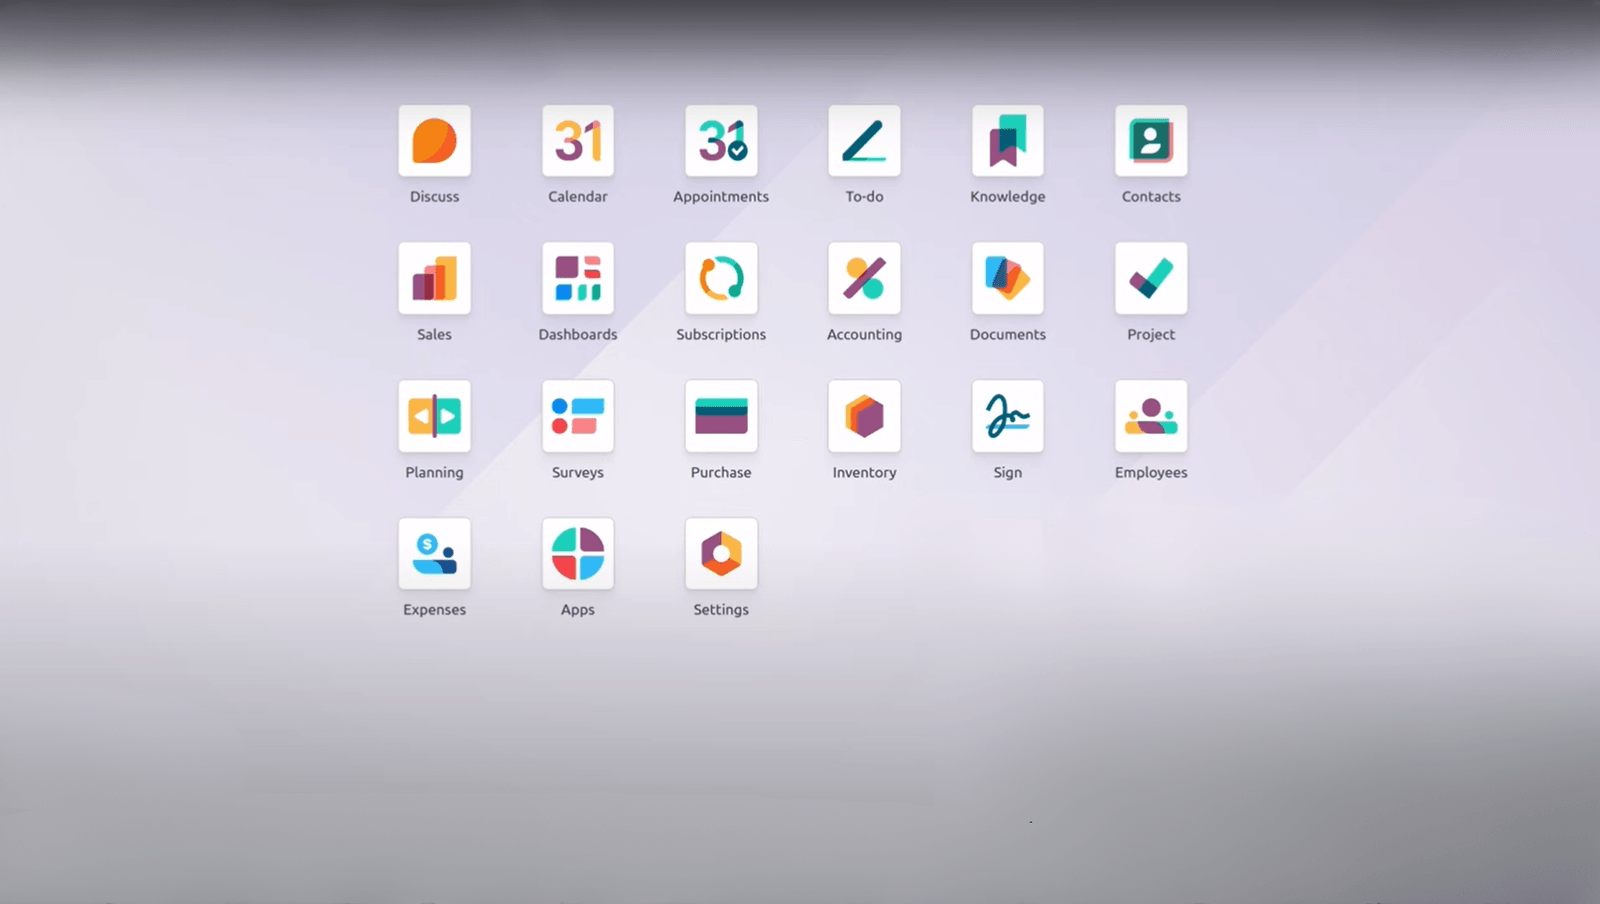 31
31
Discuss
Calendar
Appointments
To-do
Knowledge
Contacts
Sales
Dashboards
Subscriptions
Accounting
Documents
Project
Planning
Surveys
Purchase
Inventory
Sign
Employees
$
Expenses
Apps
Settings